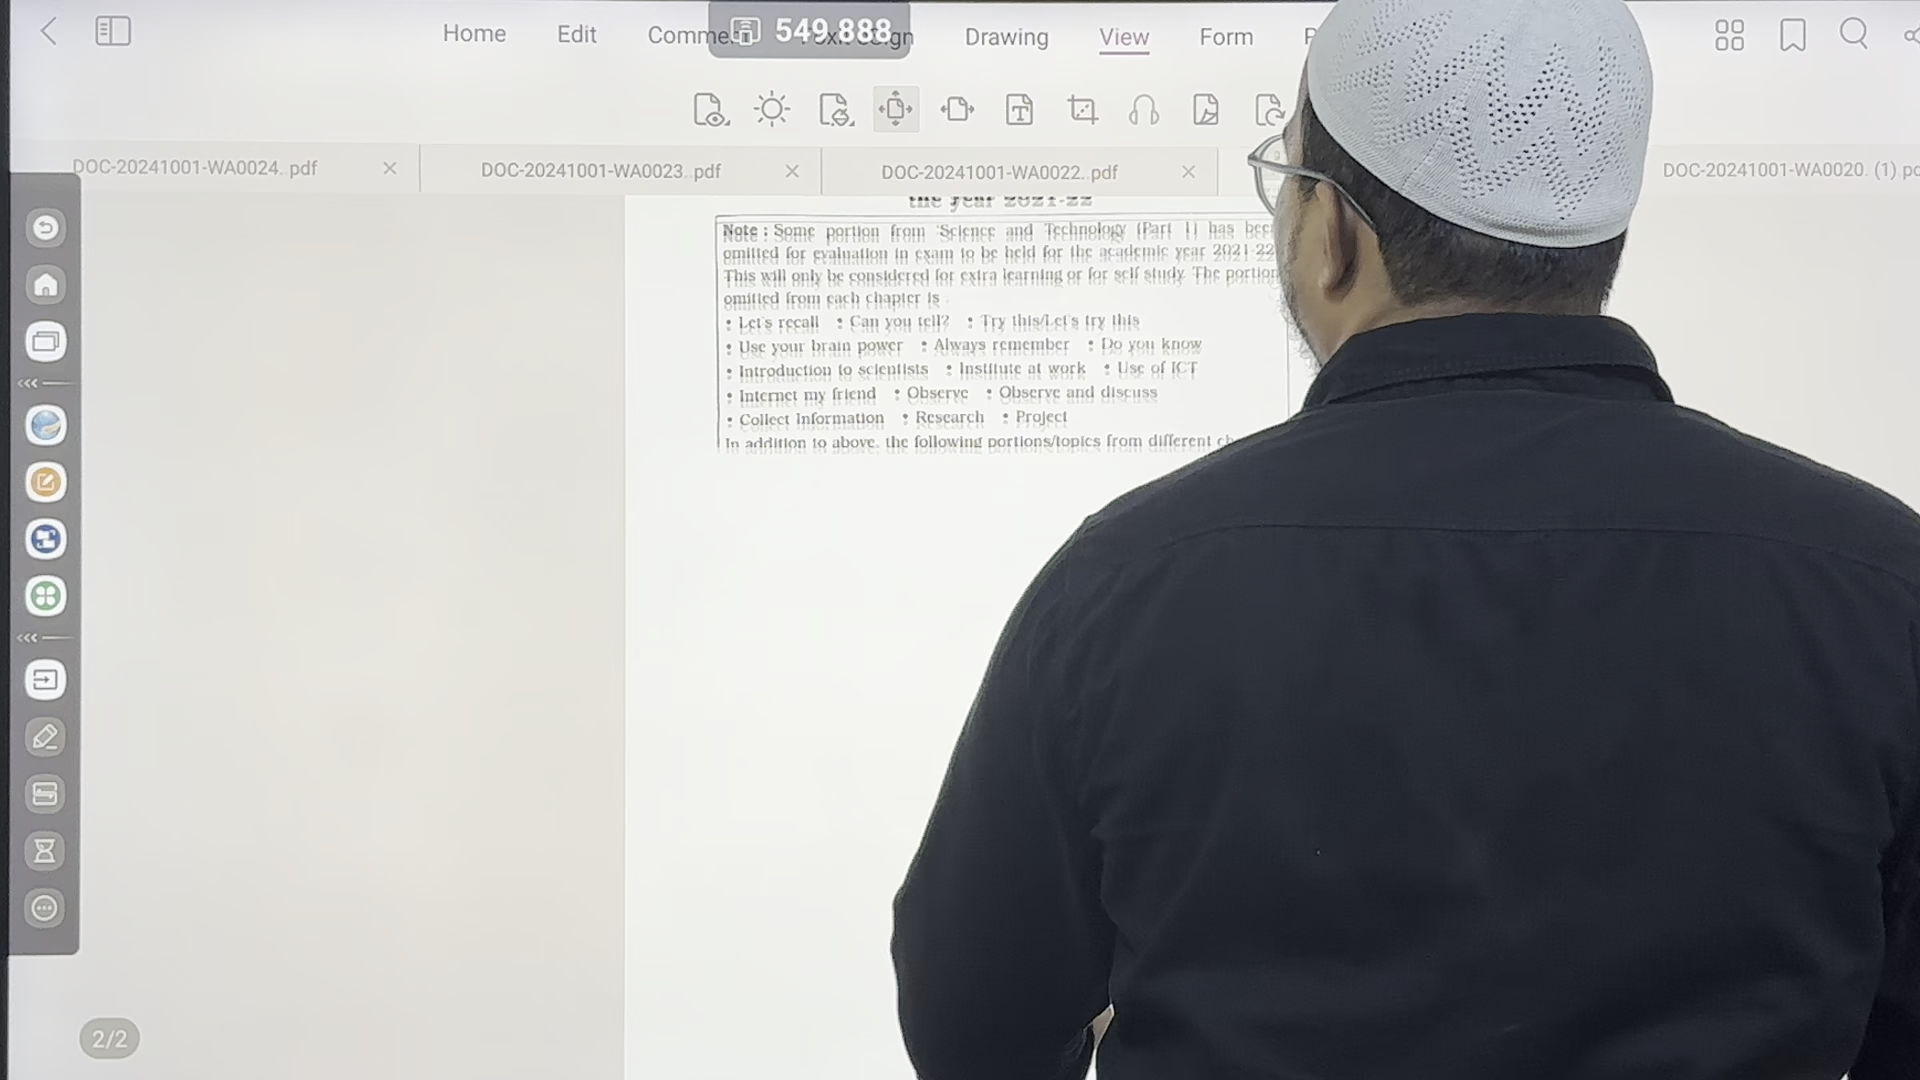 549.888
Home Edit View Drawing Form
DOC-20241001-WA0024. pdf
DOC-20241001-WA0023. pdf
DOC-20241001-WA0022. pdf
DOC-20241001-WA0020. (1)
the year 2021-22
Note : Some portion from 'Science and Technology (Part 1) has
omitted for evaluation in exam to be held for the academic year 2021-22
This will only be considered for extra learning or for self study. The portion
omitted from each chapter is
• Let's recall • Can you tell? • Try this/Let's try this
• Use your brain power • Always remember • Do you know
• Introduction to scientists • Institute at work • Use of ICT
• Internet my friend • Observe • Observe and discuss
• Collect Information • Research • Project
In addition to above, the following portions/topics from different
2/2